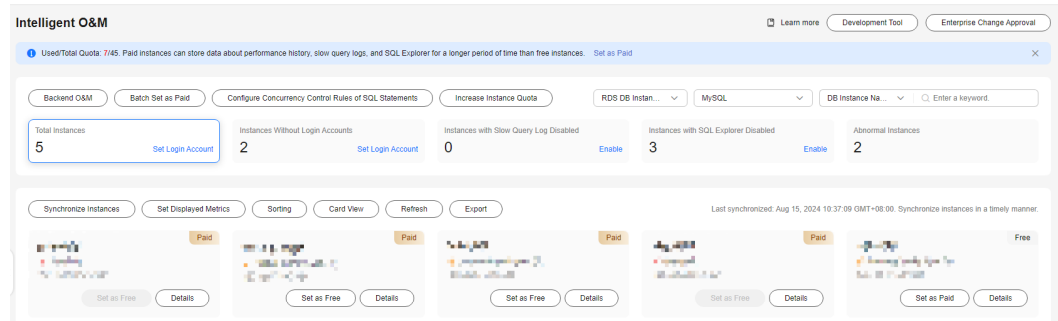 Intelligent O&M
Learn more
Development Tool
Enterprise Change Approval
Used/Total Quota: 7/45. Paid instances can store data about performance history, slow query logs, and SQL Explorer for a longer period of time than free instances. Set as Paid
Backend O&M
Batch Set as Paid
Configure Concurrency Control Rules of SQL Statements
Increase Instance Quota
RDS DB Instan...
MySQL
DB Instance Na...
Enter a keyword.
Total Instances
5
Set Login Account
Instances Without Login Accounts
2
Set Login Account
Instances with Slow Query Log Disabled
0
Enable
Instances with SQL Explorer Disabled
3
Enable
Abnormal Instances
2
Synchronize Instances
Set Displayed Metrics
Sorting
Card View
Refresh
Export
Last synchronized: Aug 15, 2024 10:37:09 GMT+08:00. Synchronize instances in a timely manner.
Paid
Set as Free
Details
Paid
Set as Free
Details
Paid
Set as Free
Details
Paid
Set as Free
Details
Free
Set as Paid
Details